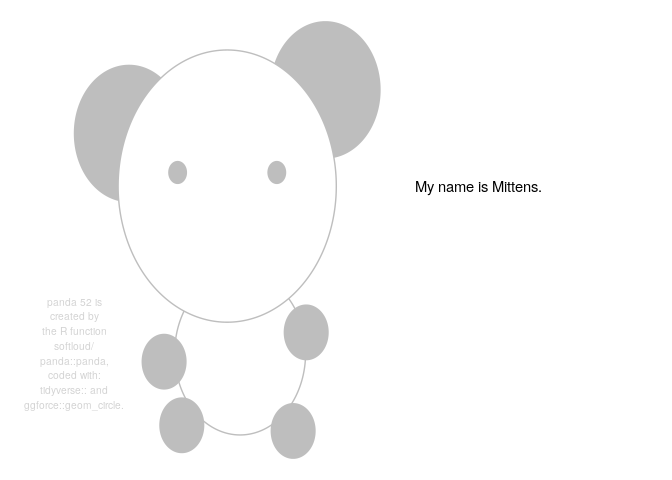 My name is Mittens.
panda 52 is
created by
the R function
softloud/
panda::panda,
coded with:
tidyverse:: and
ggforce::geom_circle.